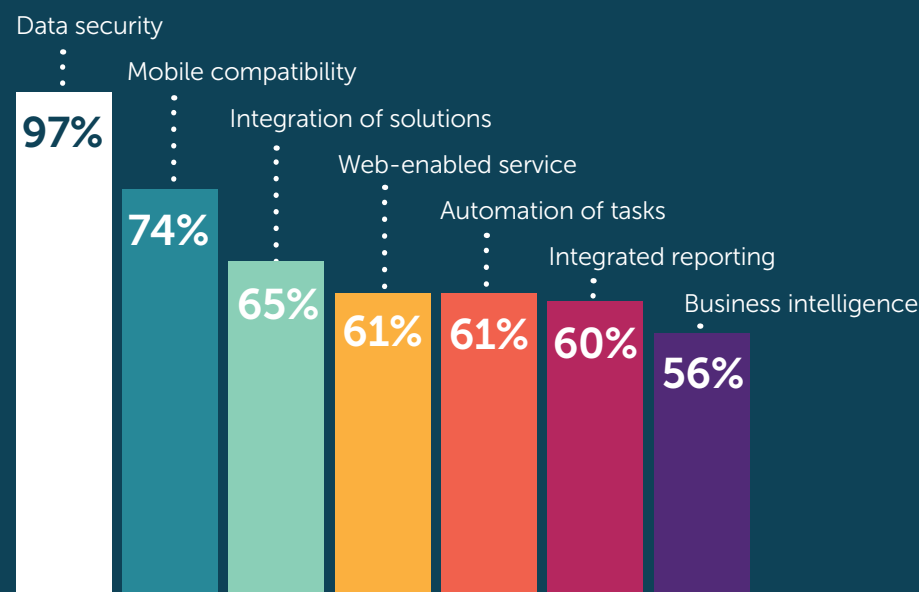 Data security
Mobile compatibility
97%
Integration of solutions
Web-enabled service
74%
Automation of tasks
Integrated reporting
65%
Business intelligence
61%
61%
60%
56%